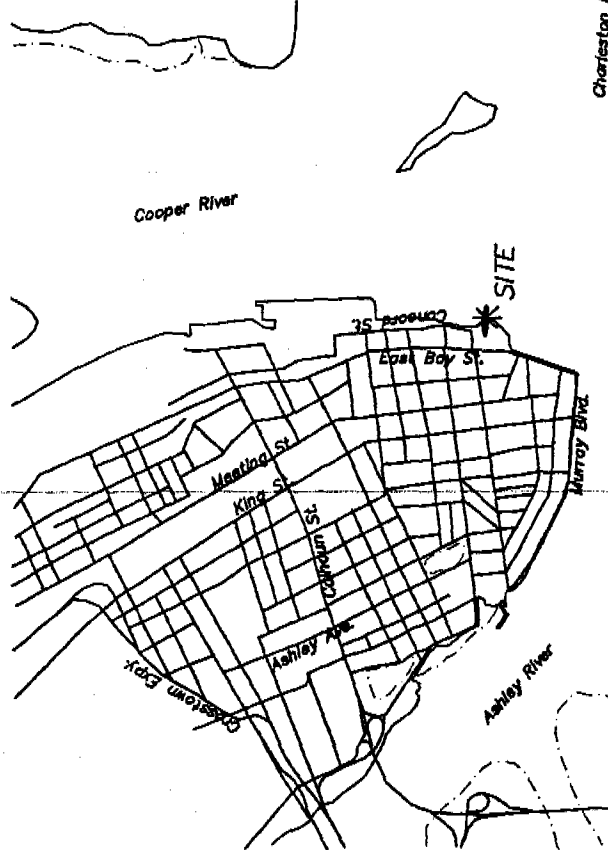 Charleston
Cooper River
SITE
Concord St.
East Bay St.
Murray Blvd.
Meeting St.
King St.
Calhoun St.
Ashley Ave.
Crosstown Expy.
Ashley River